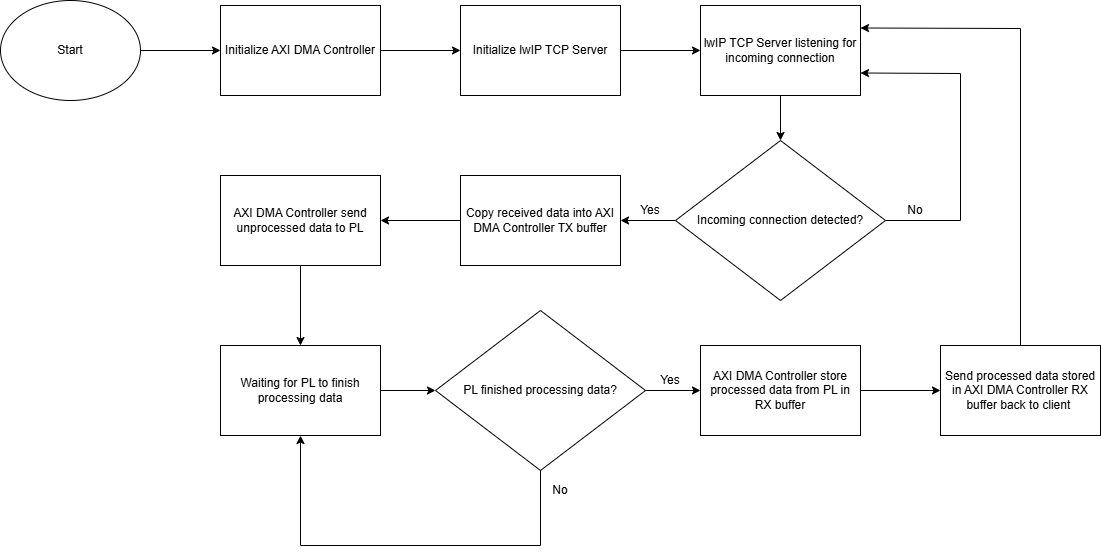 Start
Initialize AXI DMA Controller
Initialize lwIP TCP Server
lwIP TCP Server listening for
incoming connection
AXI DMA Controller send
unprocessed data to PL
Copy received data into AXI
DMA Controller TX buffer
Yes
Incoming connection detected?
No
Waiting for PL to finish
processing data
PL finished processing data?
Yes
AXI DMA Controller store
processed data from PL in
RX buffer
Send processed data stored
in AXI DMA Controller RX
buffer back to client
No